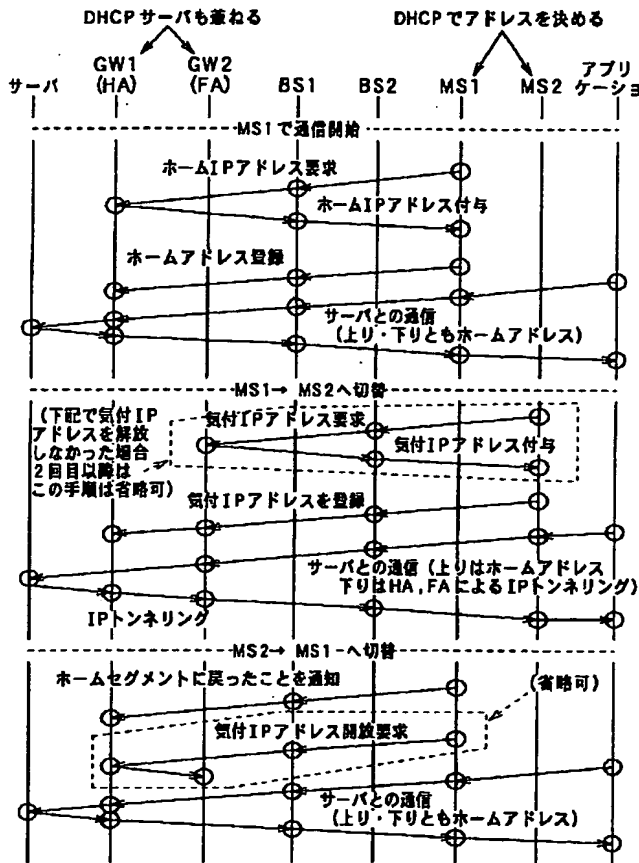 DHCPサーバも兼ねる
DHCPでアドレスを決める
サーバ
GW1
(HA)
GW2
(FA)
BS1
BS2
MS1
MS2
アプリ
ケーショ
MS1で通信開始
ホームIPアドレス要求
ホームIPアドレス付与
ホームアドレス登録
サーバとの通信
(上り・下りともホームアドレス)
MS1→ MS2へ切替
(下記で気付IP
アドレスを解放
しなかった場合
2回目以降は
この手順は省略可)
気付IPアドレス要求
気付IPアドレス付与
気付IPアドレスを登録
サーバとの通信(上りはホームアドレス
下りはHA,FAによるIPトンネリング)
IPトンネリング
MS2→ MS1へ切替
ホームセグメントに戻ったことを通知
(省略可)
気付IPアドレス開放要求
サーバとの通信
(上り・下りともホームアドレス)